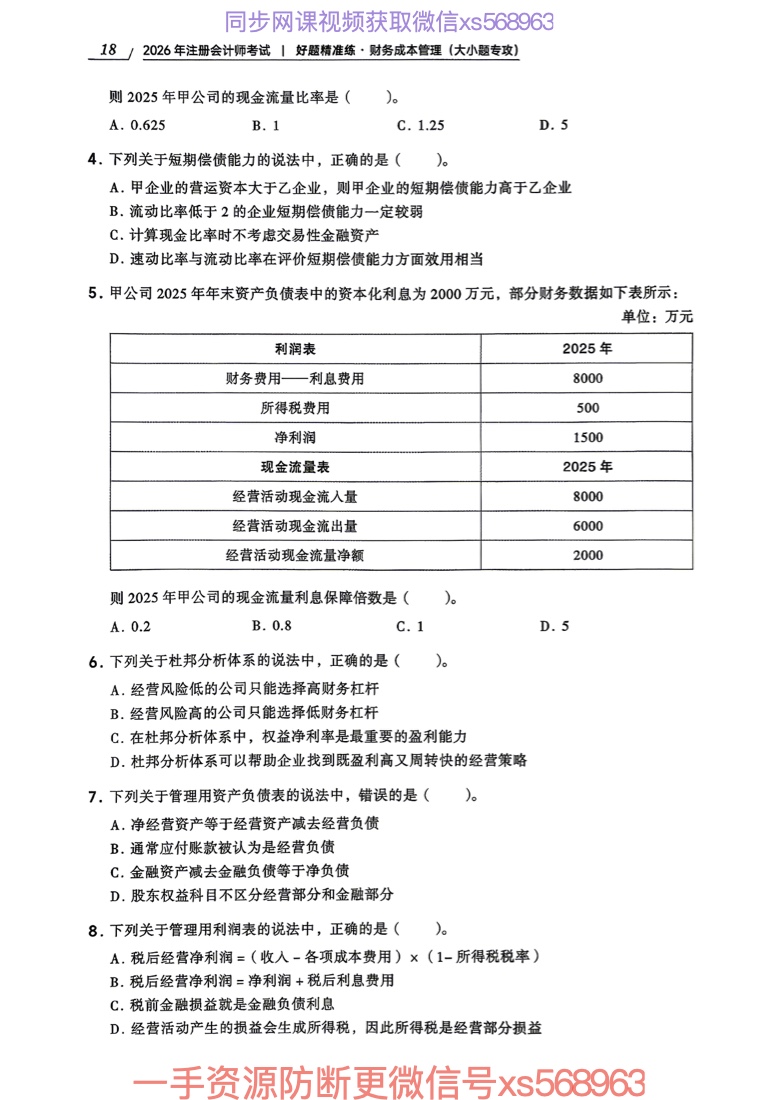 同步网课视频获取微信xs568963
18 / 2026年注册会计师考试 | 好题精准练·财务成本管理（大小题专攻）
则 2025 年甲公司的现金流量比率是（　　）。
A. 0.625 B. 1 C. 1.25 D. 5
4. 下列关于短期偿债能力的说法中，正确的是（　　）。
A. 甲企业的营运资本大于乙企业，则甲企业的短期偿债能力高于乙企业
B. 流动比率低于 2 的企业短期偿债能力一定较弱
C. 计算现金比率时不考虑交易性金融资产
D. 速动比率与流动比率在评价短期偿债能力方面效用相当
5. 甲公司 2025 年年末资产负债表中的资本化利息为 2000 万元，部分财务数据如下表所示：
单位：万元
利润表 2025 年
财务费用——利息费用 8000
所得税费用 500
净利润 1500
现金流量表 2025 年
经营活动现金流入量 8000
经营活动现金流出量 6000
经营活动现金流量净额 2000
则 2025 年甲公司的现金流量利息保障倍数是（　　）。
A. 0.2 B. 0.8 C. 1 D. 5
6. 下列关于杜邦分析体系的说法中，正确的是（　　）。
A. 经营风险低的公司只能选择高财务杠杆
B. 经营风险高的公司只能选择低财务杠杆
C. 在杜邦分析体系中，权益净利率是最重要的盈利能力
D. 杜邦分析体系可以帮助企业找到既盈利高又周转快的经营策略
7. 下列关于管理用资产负债表的说法中，错误的是（　　）。
A. 净经营资产等于经营资产减去经营负债
B. 通常应付账款被认为是经营负债
C. 金融资产减去金融负债等于净负债
D. 股东权益科目不区分经营部分和金融部分
8. 下列关于管理用利润表的说法中，正确的是（　　）。
A. 税后经营净利润 =（收入 – 各项成本费用）×（1– 所得税税率）
B. 税后经营净利润 = 净利润 + 税后利息费用
C. 税前金融损益就是金融负债利息
D. 经营活动产生的损益会生成所得税，因此所得税是经营部分损益
一手资源防断更微信号xs568963